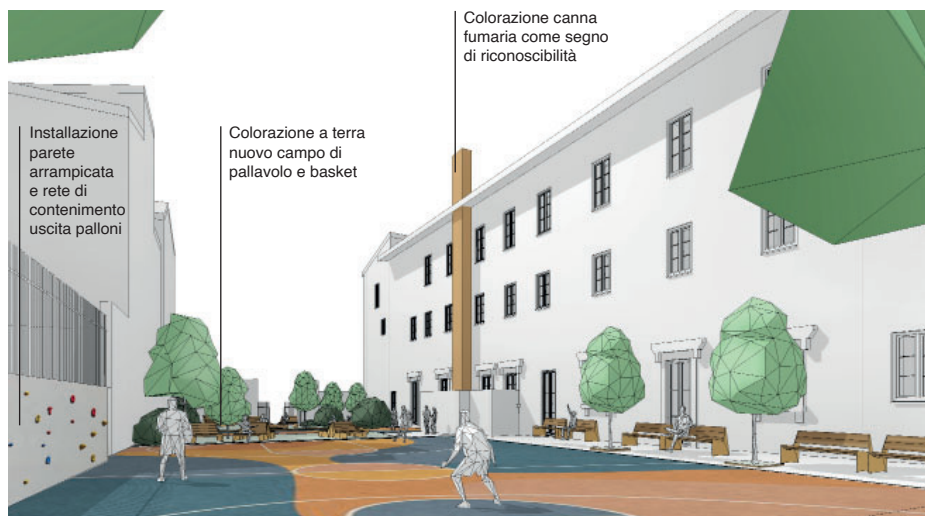 Installazione
parete
arrampicata
e rete di
contenimento
uscita palloni
Colorazione a terra
nuovo campo di
pallavolo e basket
Colorazione canna
fumaria come segno
di riconoscibilità